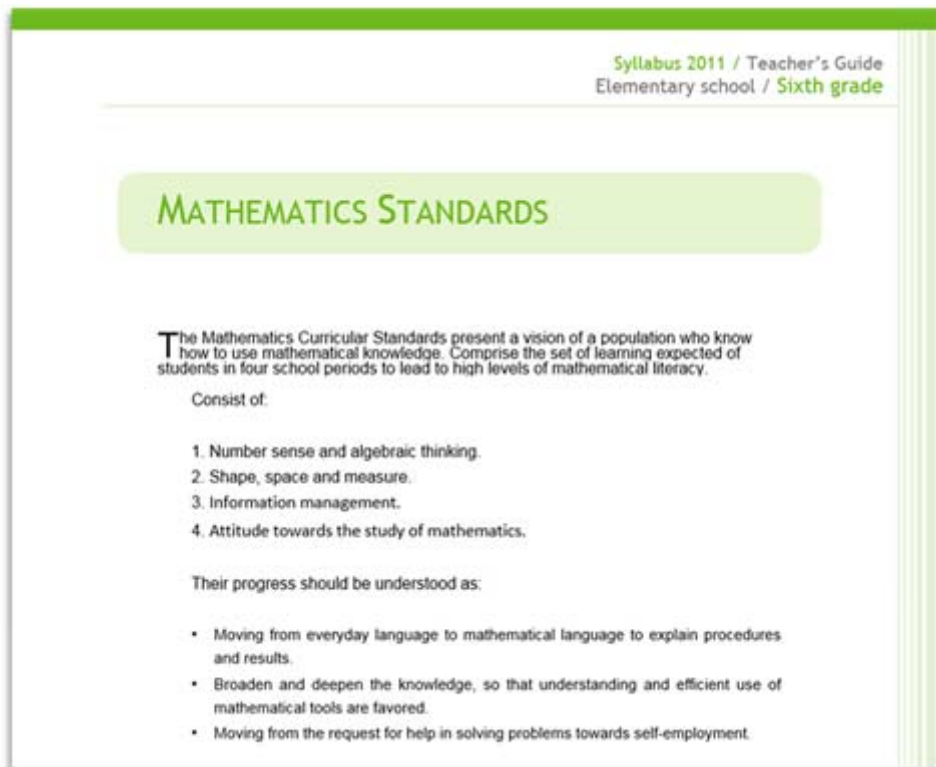 Syllabus 2011 / Teacher's Guide
Elementary school / Sixth grade
MATHEMATICS STANDARDS
The Mathematics Curricular Standards present a vision of a population who know
how to use mathematical knowledge. Comprise the set of learning expected of
students in four school periods to lead to high levels of mathematical literacy.
Consist of:
1. Number sense and algebraic thinking.
2. Shape, space and measure.
3. Information management.
4. Attitude towards the study of mathematics.
Their progress should be understood as:
• Moving from everyday language to mathematical language to explain procedures
and results.
• Broaden and deepen the knowledge, so that understanding and efficient use of
mathematical tools are favored.
• Moving from the request for help in solving problems towards self-employment.